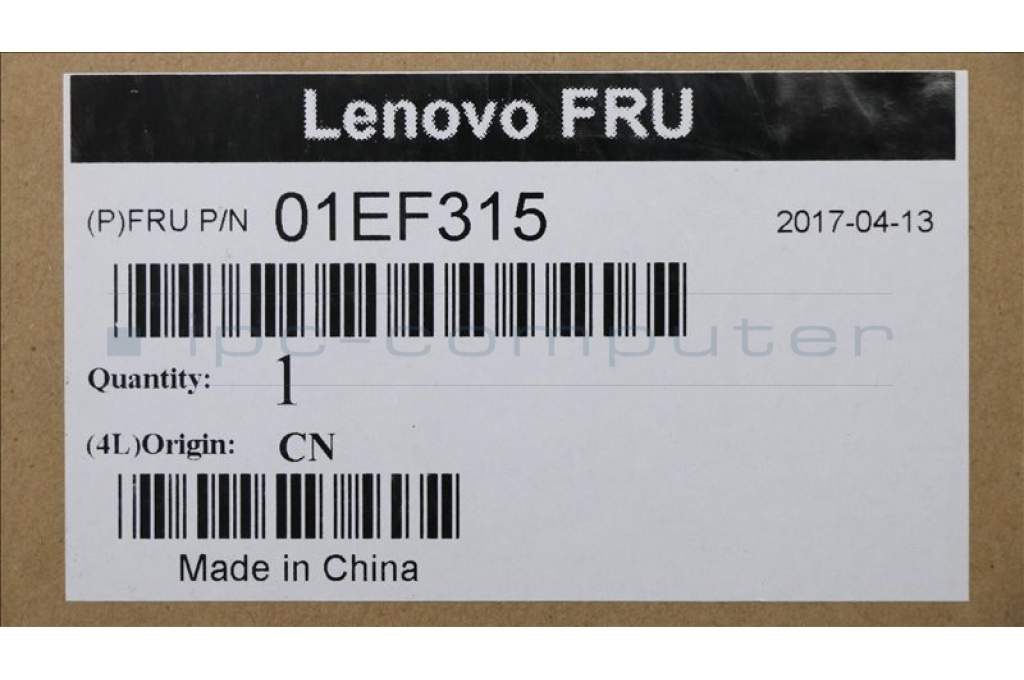 Lenovo FRU
(P)FRU P/N 01EF315 2017-04-13
ipc-computer
Quantity: 1
(4L)Origin: CN
Made in China